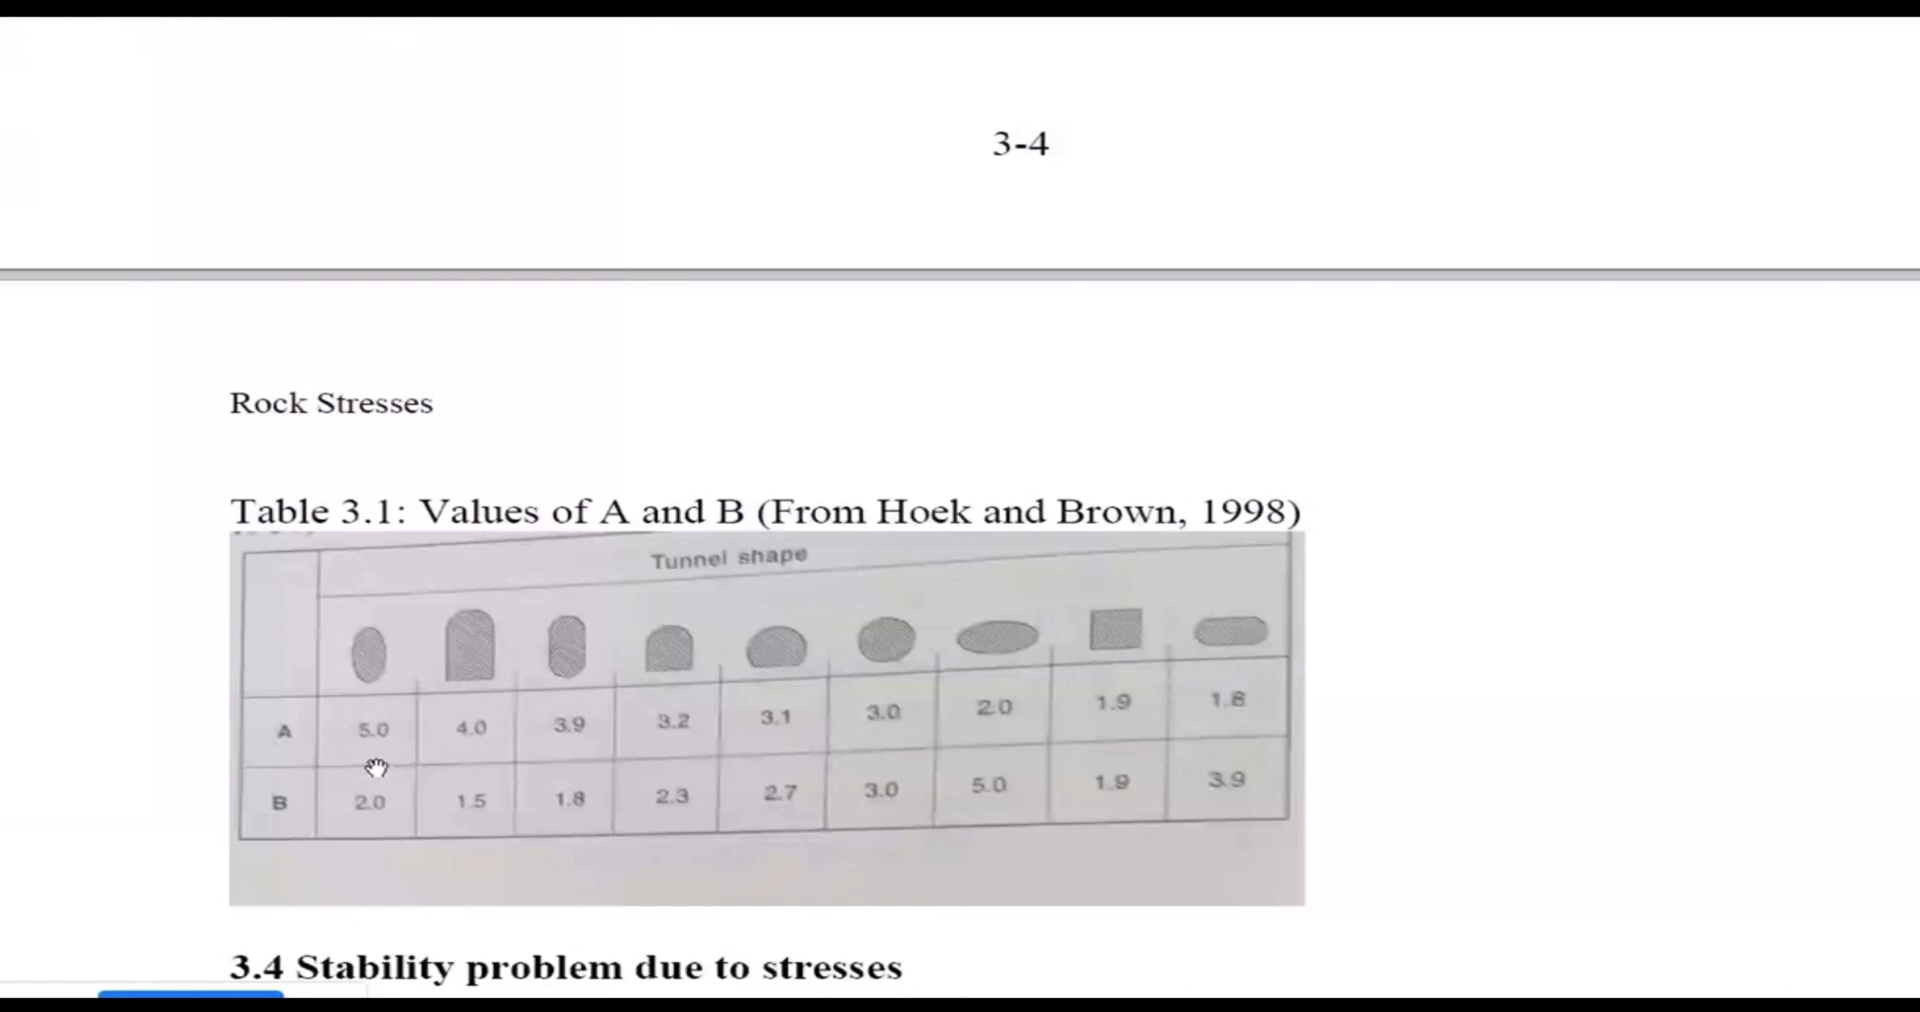 3-4
Rock Stresses
Table 3.1: Values of A and B (From Hoek and Brown, 1998)
Tunnel shape
A 5.0 4.0 3.9 3.2 3.1 3.0 2.0 1.9 1.8
B 2.0 1.5 1.8 2.3 2.7 3.0 5.0 1.9 3.9
3.4 Stability problem due to stresses